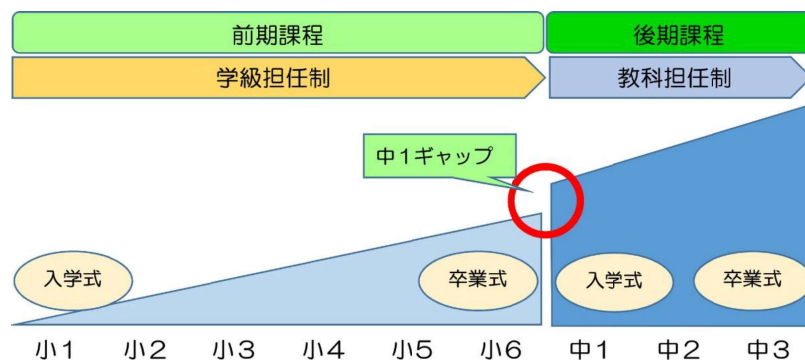 前期課程
後期課程
学級担任制
教科担任制
中1ギャップ
入学式
卒業式
入学式
卒業式
小1 小2 小3 小4 小5 小6 中1 中2 中3